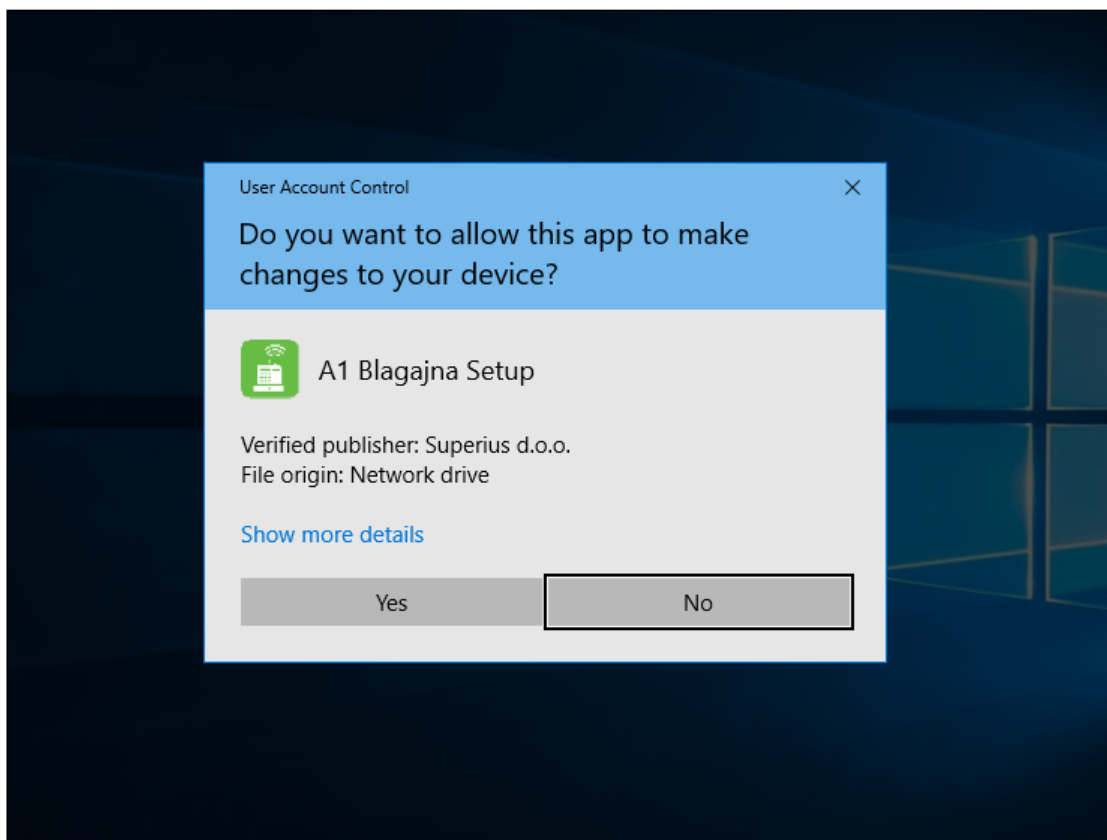 User Account Control
Do you want to allow this app to make
changes to your device?
A1 Blagajna Setup
Verified publisher: Superius d.o.o.
File origin: Network drive
Show more details
Yes
No